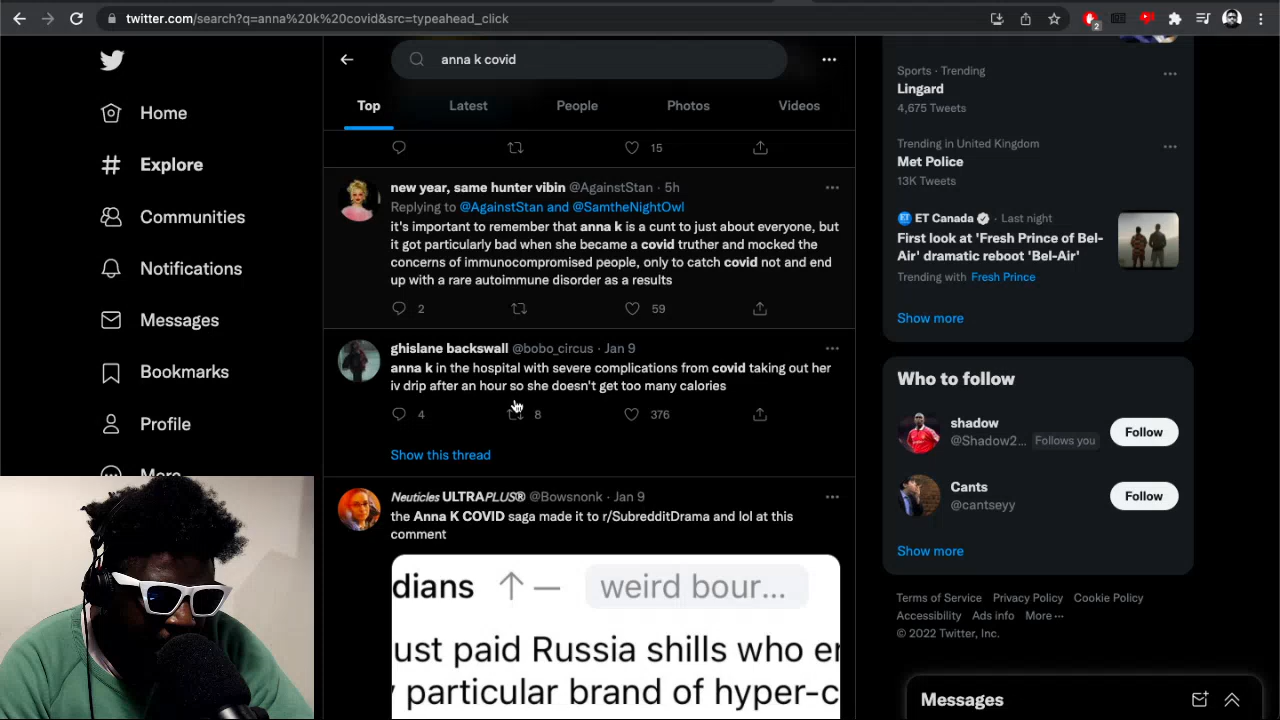 twitter.com/search?q=anna%20k%20covid&src=typeahead_click
2
anna k covid
Home
Explore
Communities
Notifications
Messages
Bookmarks
Profile
More
Top
Latest
People
Photos
Videos
15
new year, same hunter vibin @AgainstStan · 5h
Replying to @AgainstStan and @SamtheNightOwl
it's important to remember that anna k is a cunt to just about everyone, but
it got particularly bad when she became a covid truther and mocked the
concerns of immunocompromised people, only to catch covid not and end
up with a rare autoimmune disorder as a results
2
59
ghislane backswall @bobo_circus · Jan 9
anna k in the hospital with severe complications from covid taking out her
iv drip after an hour so she doesn't get too many calories
4
8
376
Show this thread
Neuticles ULTRAPLUS® @Bowsnonk · Jan 9
the Anna K COVID saga made it to r/SubredditDrama and lol at this
comment
dians
weird bour...
ust paid Russia shills who er
particular brand of hyper-c
Sports · Trending
Lingard
4,675 Tweets
Trending in United Kingdom
Met Police
13K Tweets
ET
ET Canada · Last night
First look at 'Fresh Prince of Bel-
Air' dramatic reboot 'Bel-Air'
Trending with Fresh Prince
Show more
Who to follow
shadow
@Shadow2... Follows you
Follow
Cants
@cantseyy
Follow
Show more
Terms of Service Privacy Policy Cookie Policy
Accessibility Ads info More ···
© 2022 Twitter, Inc.
Messages